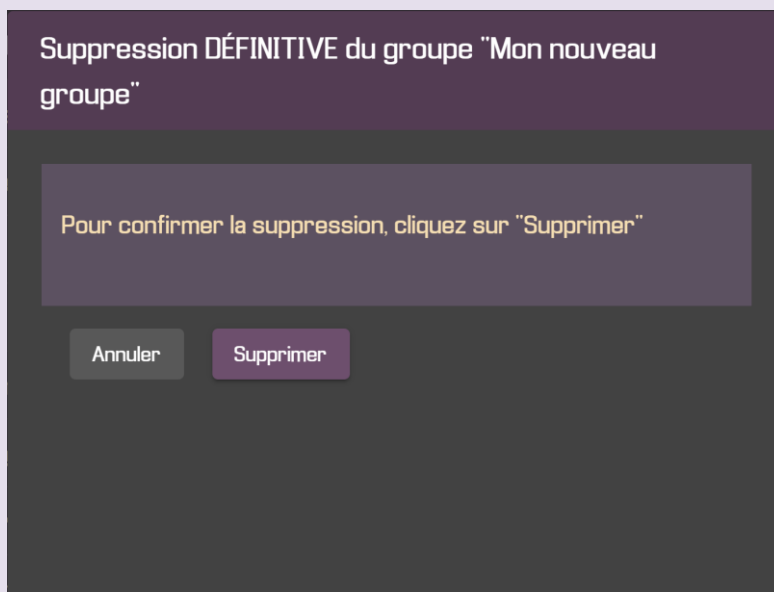 Suppression DÉFINITIVE du groupe "Mon nouveau
groupe"
Pour confirmer la suppression, cliquez sur "Supprimer"
Annuler
Supprimer